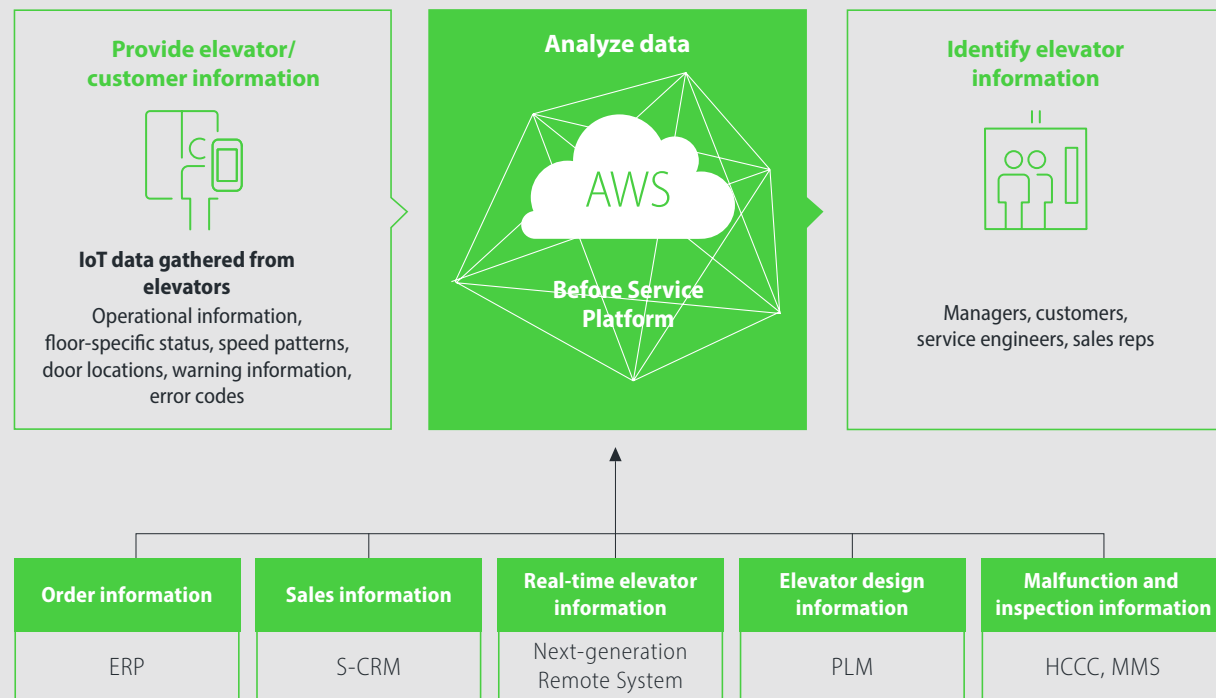 Provide elevator/
customer information
IoT data gathered from
elevators
Operational information,
floor-specific status, speed patterns,
door locations, warning information,
error codes
Analyze data
AWS
Before Service
Platform
Identify elevator
information
Managers, customers,
service engineers, sales reps
Order information
ERP
Sales information
S-CRM
Real-time elevator
information
Next-generation
Remote System
Elevator design
information
PLM
Malfunction and
inspection information
HCCC, MMS